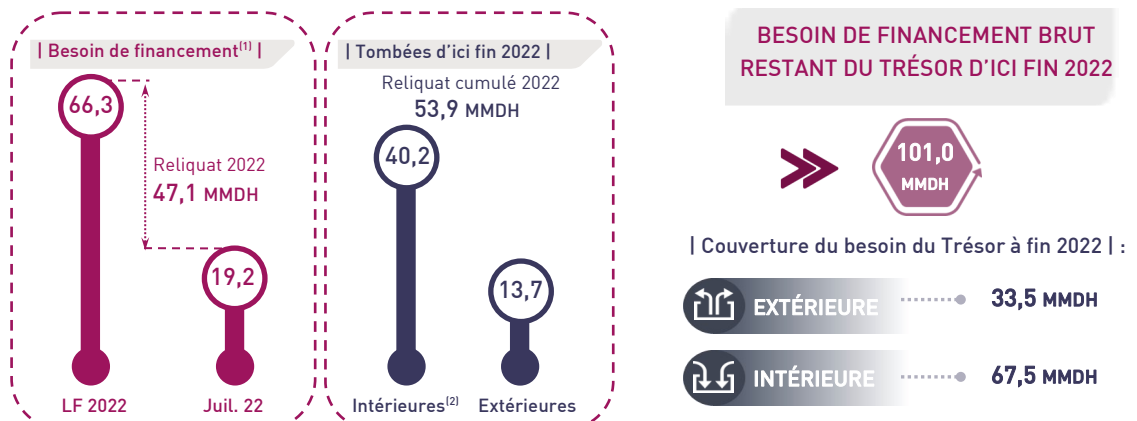 | Besoin de financement(1) |
66,3
Reliquat 2022
47,1 MMDH
19,2
LF 2022
Juil. 22
| Tombées d'ici fin 2022 |
Reliquat cumulé 2022
53,9 MMDH
40,2
13,7
Intérieures(2)
Extérieures
BESOIN DE FINANCEMENT BRUT
RESTANT DU TRÉSOR D'ICI FIN 2022
101,0
MMDH
| Couverture du besoin du Trésor à fin 2022 | :
EXTÉRIEURE
33,5 MMDH
INTÉRIEURE
67,5 MMDH